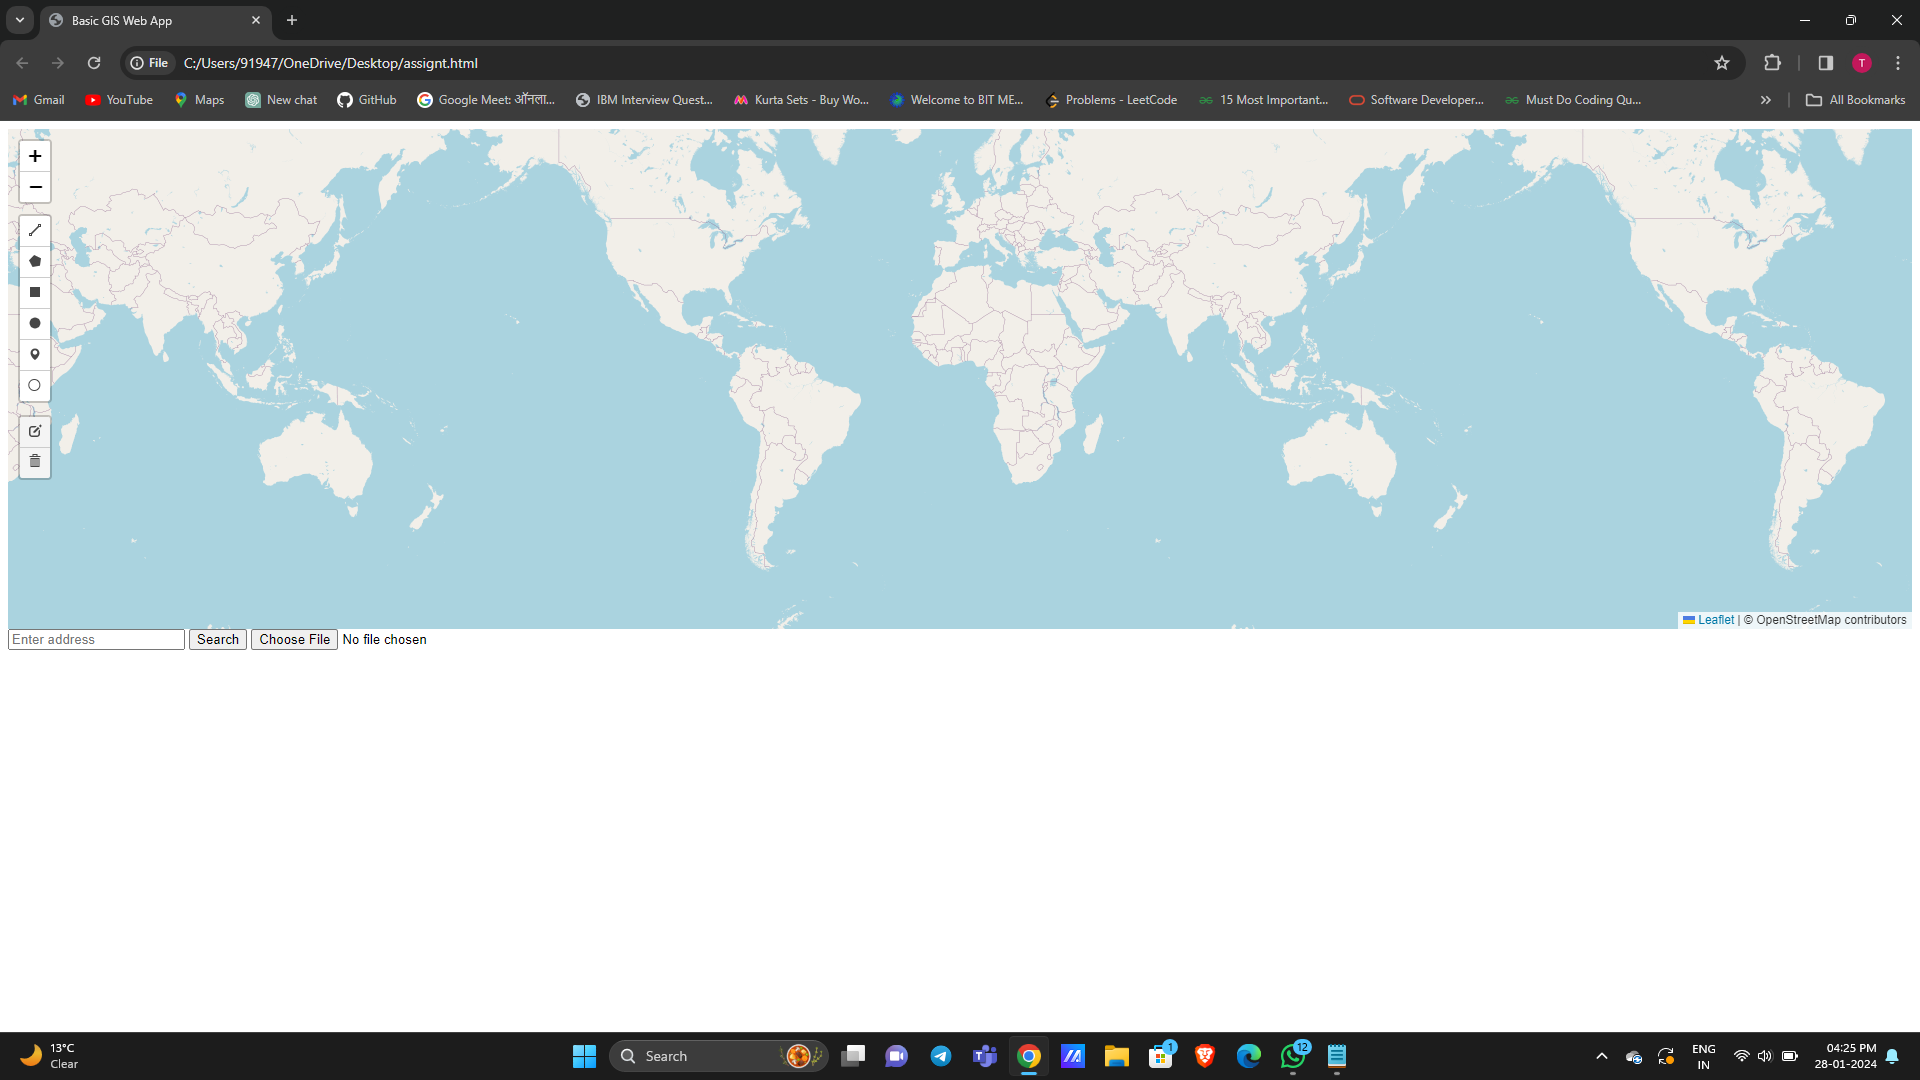 Basic GIS Web App
File C:/Users/91947/OneDrive/Desktop/assignt.html
T
Gmail YouTube Maps New chat GitHub Google Meet: ऑनला... IBM Interview Quest... Kurta Sets - Buy Wo... Welcome to BIT ME... Problems - LeetCode 15 Most Important... Software Developer... Must Do Coding Qu... » All Bookmarks
+
−
Leaflet | © OpenStreetMap contributors
Enter address Search Choose File No file chosen
13°C
Clear
Search
1
12
ENG
IN
04:25 PM
28-01-2024